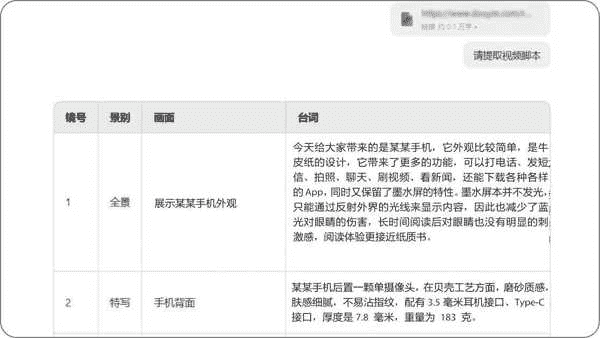 链接 约 0.1 万字
请提取视频脚本
镜号 景别 画面 台词
今天给大家带来的是某某手机，它外观比较简单，是牛
皮纸的设计，它带来了更多的功能，可以打电话、发短
信、拍照、聊天、刷视频、看新闻，还能下载各种各样
的 App，同时又保留了墨水屏的特性。墨水屏本并不发光，
1 全景 展示某某手机外观 只能通过反射外界的光线来显示内容，因此也减少了蓝
光对眼睛的伤害，长时间阅读后对眼睛也没有明显的刺
激感，阅读体验更接近纸质书。
某某手机后置一颗单摄像头，在贝壳工艺方面，磨砂质感，
2 特写 手机背面 肤感细腻，不易沾指纹，配有 3.5 毫米耳机接口、Type-C
接口，厚度是 7.8 毫米，重量为 183 克。